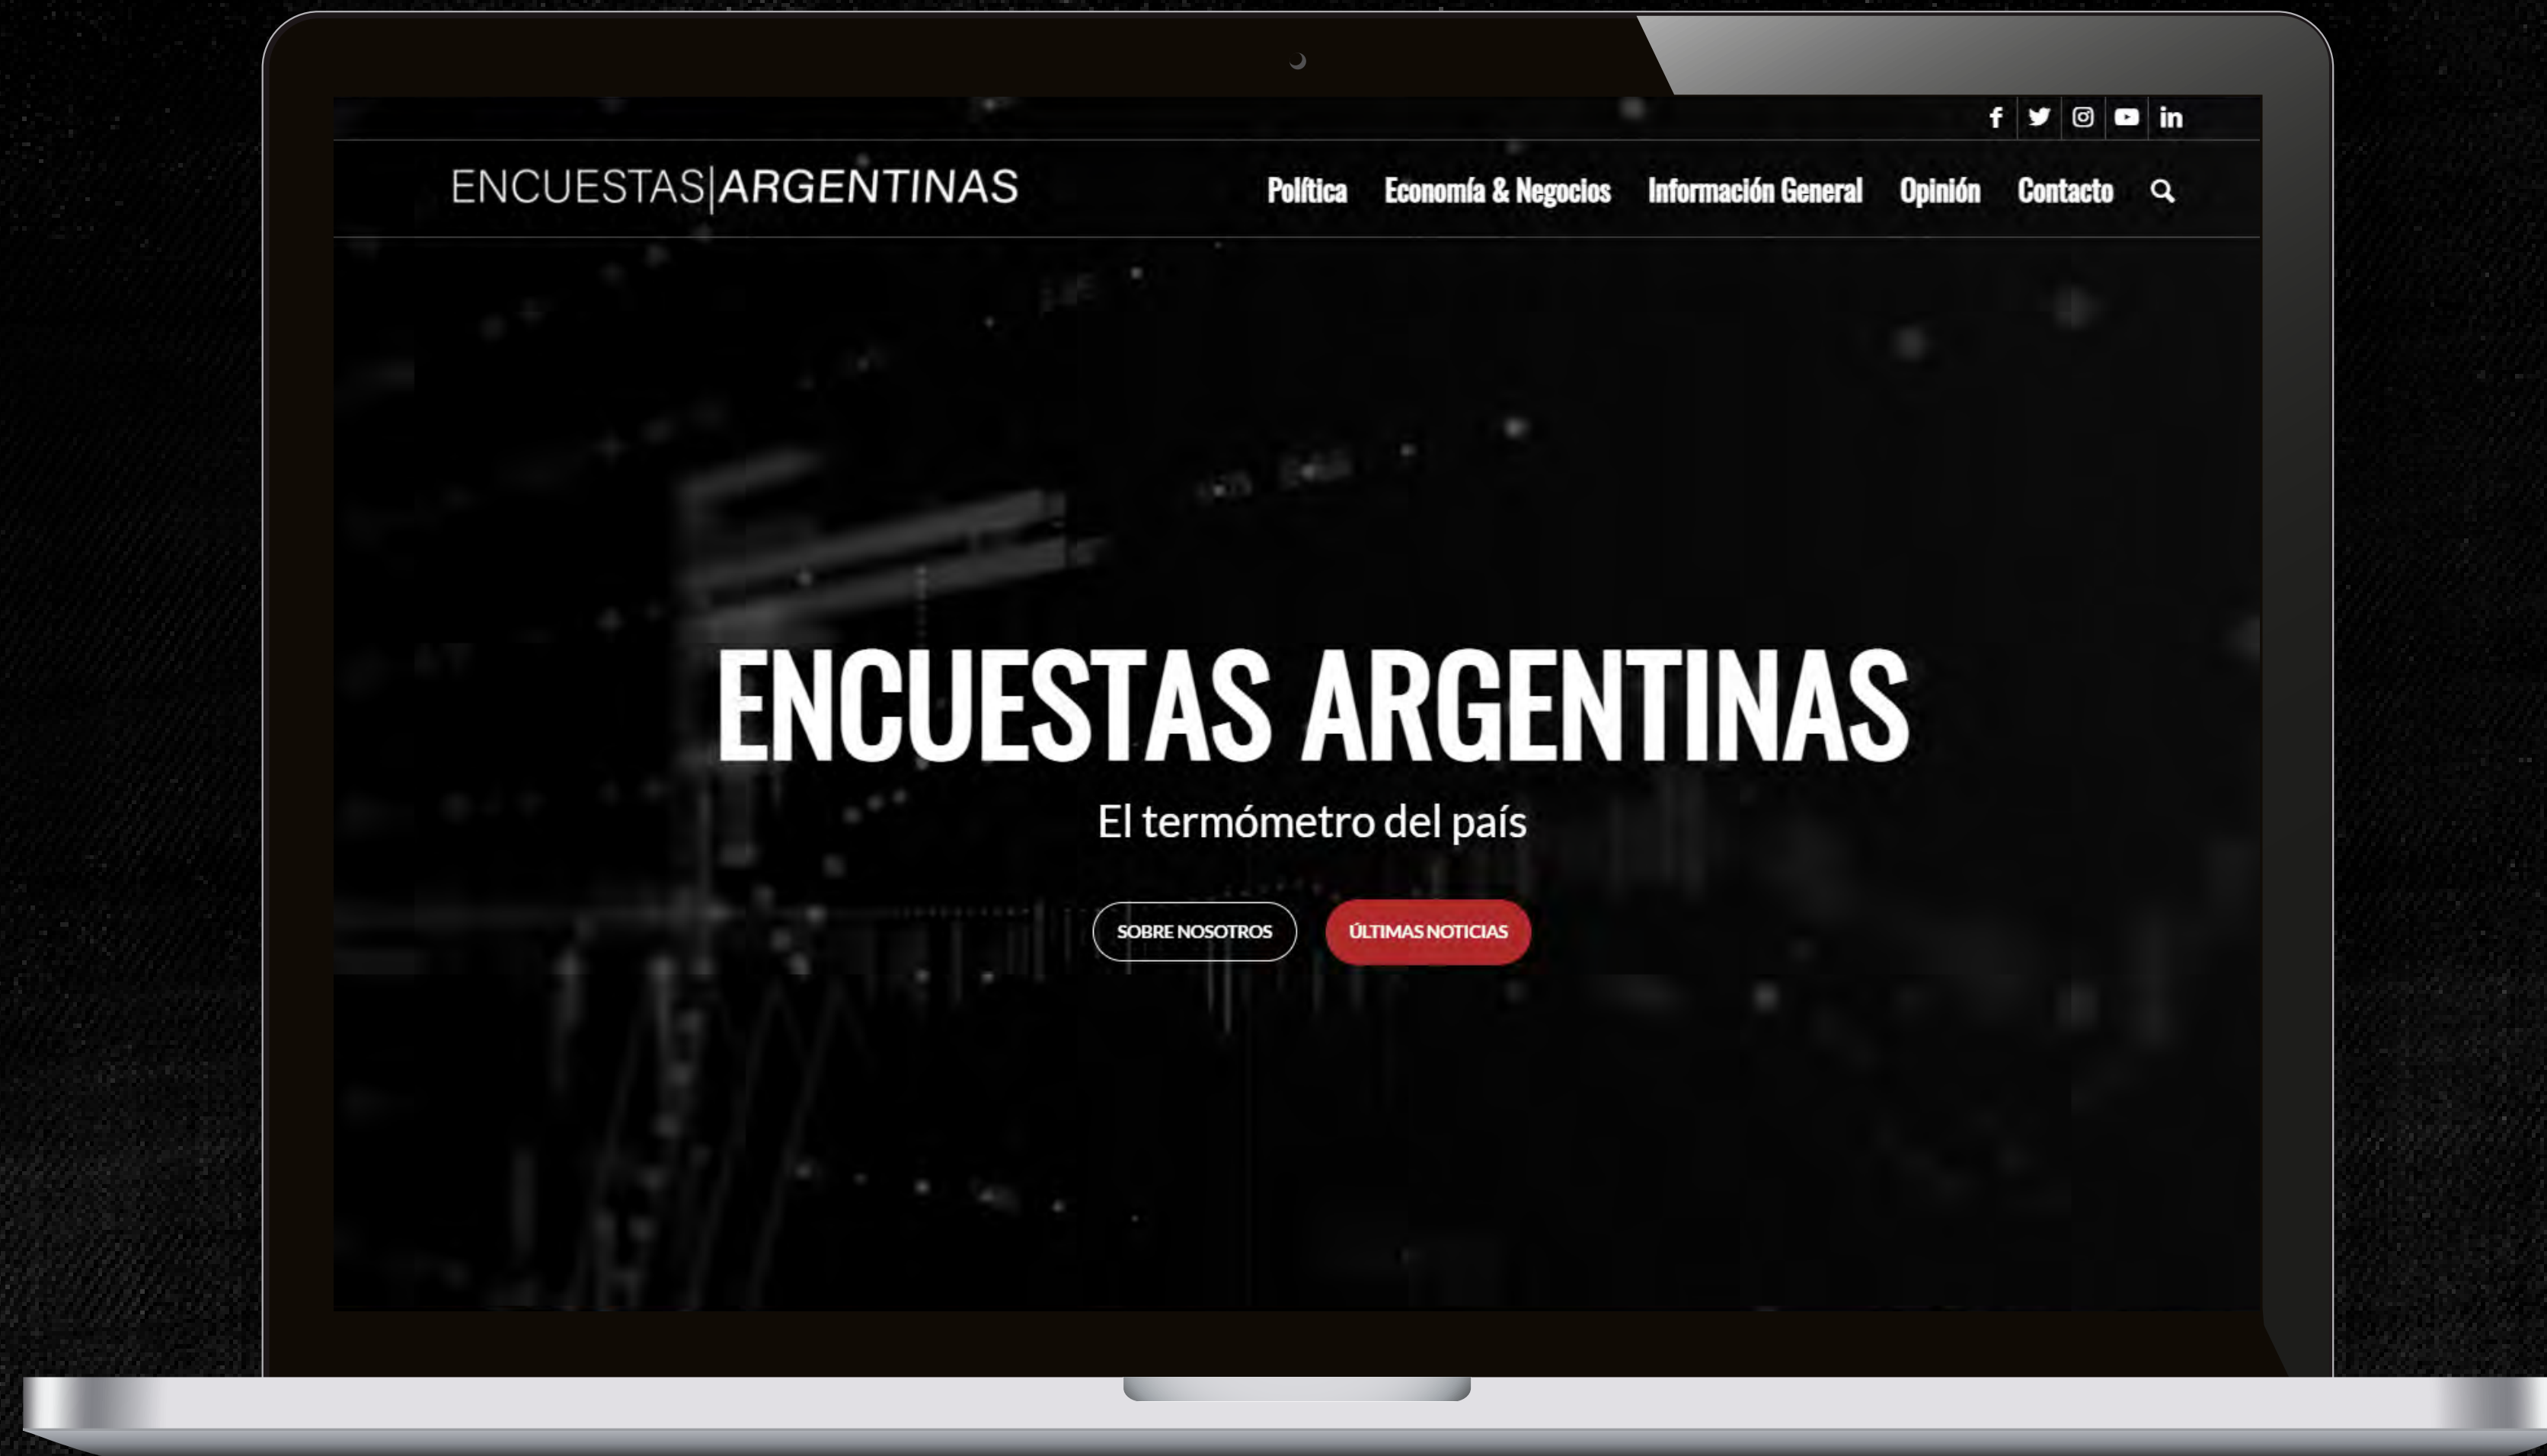 ENCUESTAS|ARGENTINAS
Política Economía & Negocios Información General Opinión Contacto
ENCUESTAS ARGENTINAS
El termómetro del país
SOBRE NOSOTROS ÚLTIMAS NOTICIAS